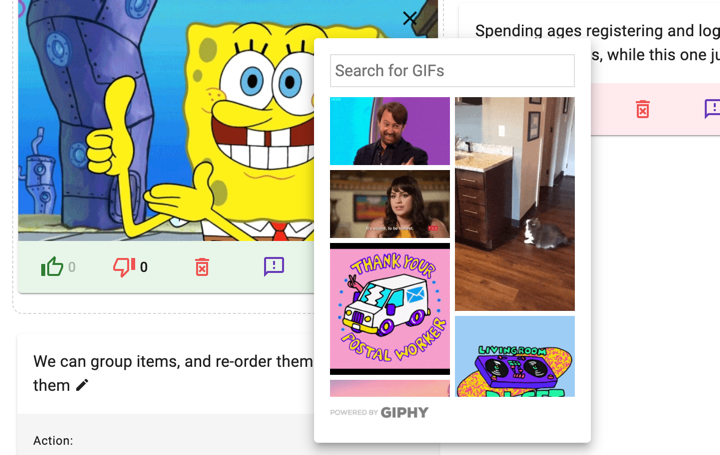 Spending ages registering and log
s, while this one ju
Search for GIFs
THANK YOUR
POSTAL WORKER
LIVING ROOM
POWERED BY GIPHY
0
0
We can group items, and re-order them
them
Action: